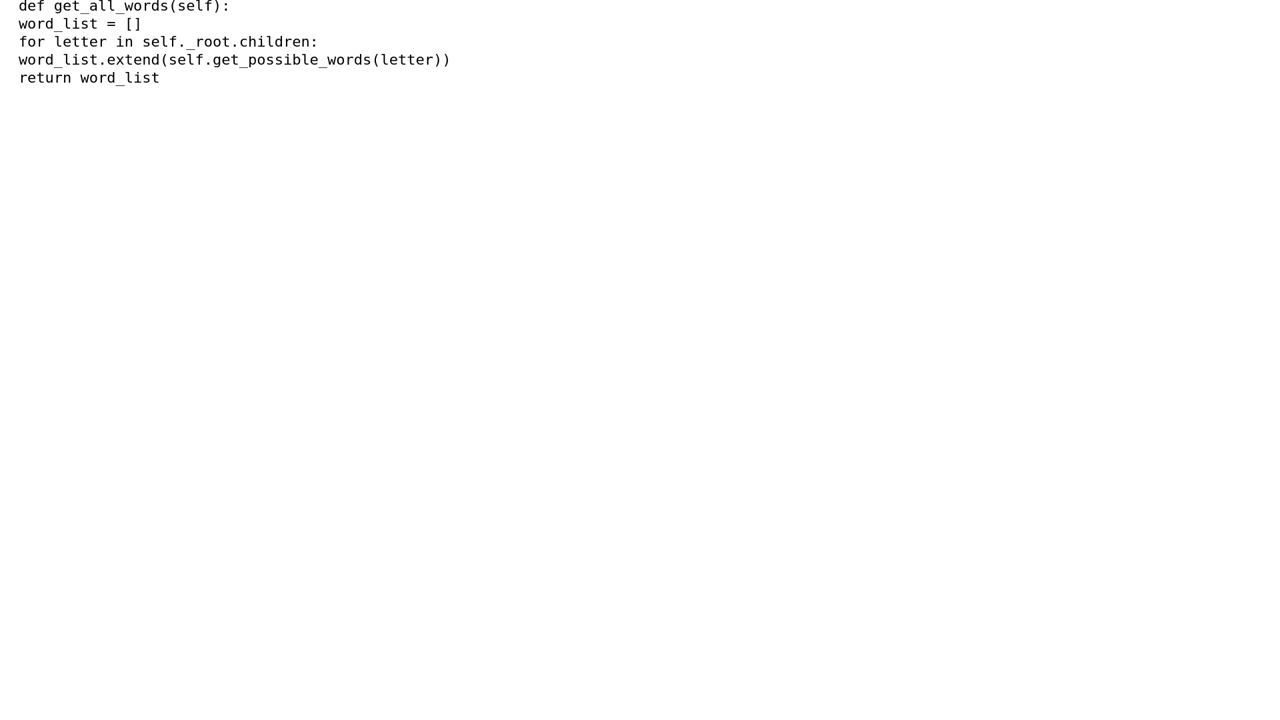 def get_all_words(self):
word_list = []
for letter in self._root.children:
word_list.extend(self.get_possible_words(letter))
return word_list